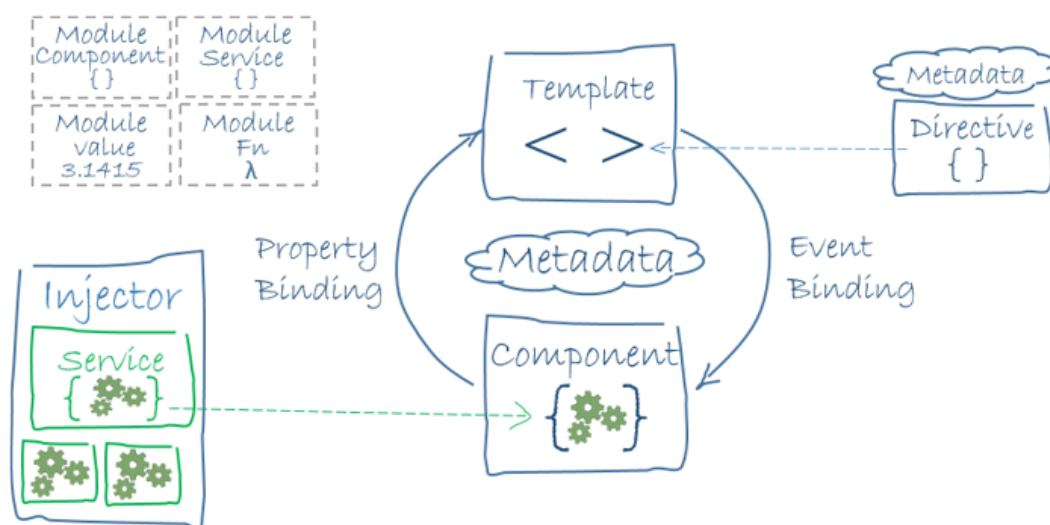 Module
Component
{ }
Module
Service
{ }
Module
value
3.1415
Module
Fn
λ
Template
< >
Metadata
Directive
{ }
Property
Binding
Metadata
Event
Binding
Injector
Service
{ }
Component
{ }